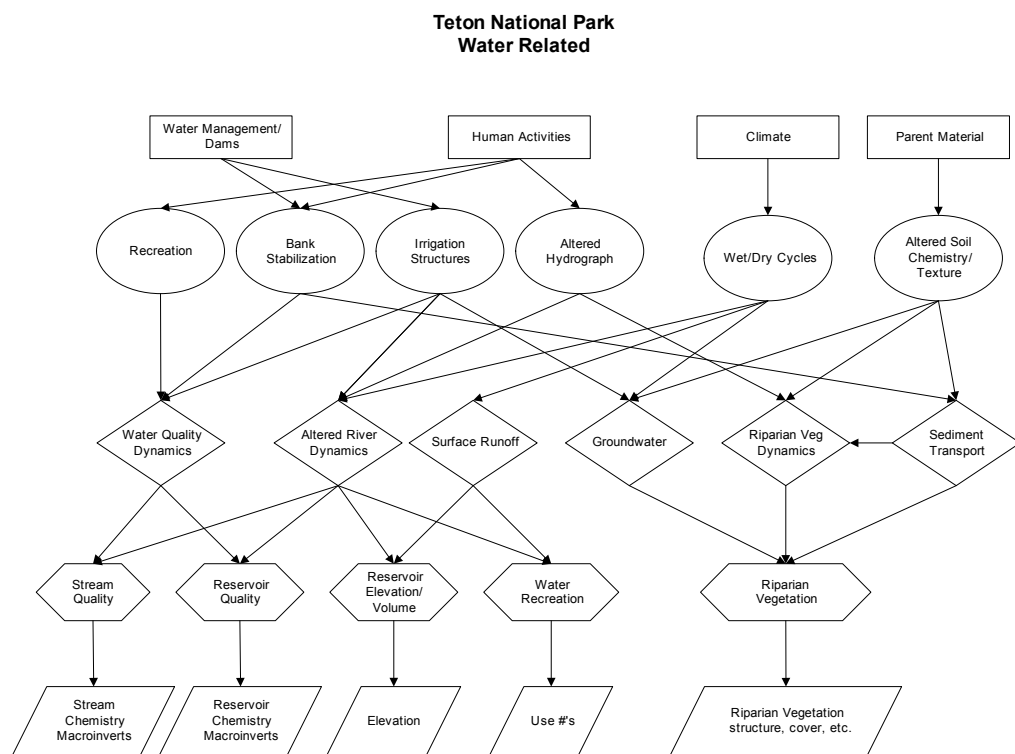 Teton National Park
Water Related
Water Management/
Dams
Human Activities
Climate
Parent Material
Recreation
Bank
Stabilization
Irrigation
Structures
Altered
Hydrograph
Wet/Dry Cycles
Altered Soil
Chemistry/
Texture
Water Quality
Dynamics
Altered River
Dynamics
Surface Runoff
Groundwater
Riparian Veg
Dynamics
Sediment
Transport
Stream
Quality
Reservoir
Quality
Reservoir
Elevation/
Volume
Water
Recreation
Riparian
Vegetation
Stream
Chemistry
Macroinverts
Reservoir
Chemistry
Macroinverts
Elevation
Use #'s
Riparian Vegetation
structure, cover, etc.